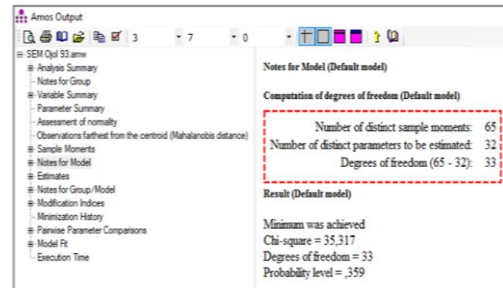 Amos Output
3 7 0
SEM Ojol 93.amw
Analysis Summary
Notes for Group
Variable Summary
Parameter Summary
Assessment of normality
Observations farthest from the centroid (Mahalanobis distance)
Sample Moments
Notes for Model
Estimates
Notes for Group/Model
Modification Indices
Minimization History
Pairwise Parameter Comparisons
Model Fit
Execution Time
Notes for Model (Default model)
Computation of degrees of freedom (Default model)
Number of distinct sample moments: 65
Number of distinct parameters to be estimated: 32
Degrees of freedom (65 - 32): 33
Result (Default model)
Minimum was achieved
Chi-square = 35,317
Degrees of freedom = 33
Probability level = ,359